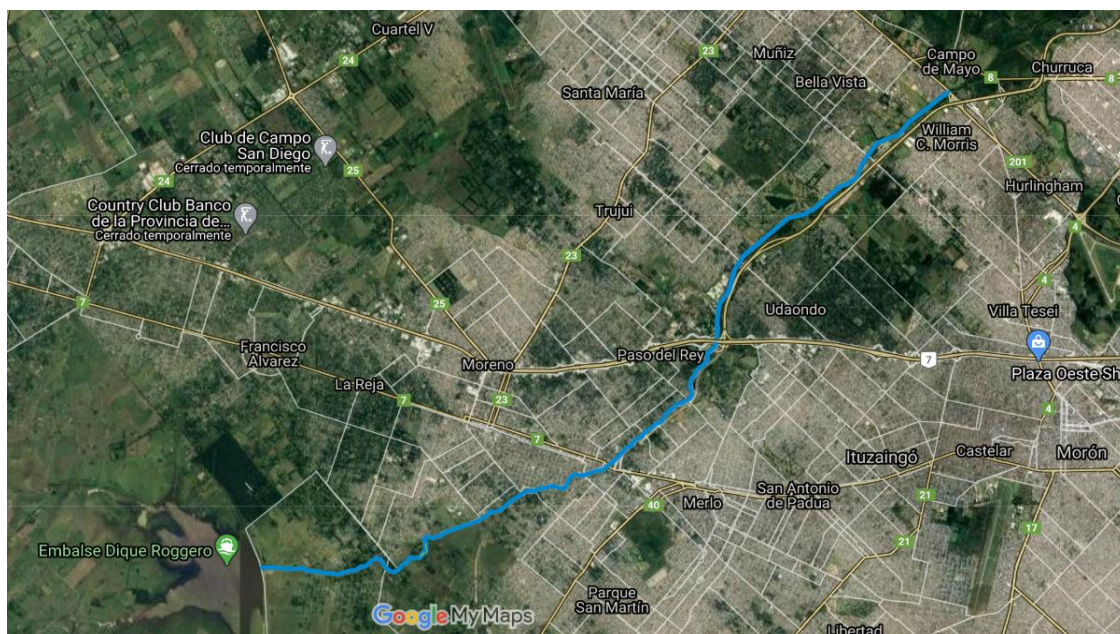 Cuartel V
24
23
Muñiz
Campo
de Mayo
8
Churruca
8
Santa María
Bella Vista
Club de Campo
San Diego
Cerrado temporalmente
25
24
William
C. Morris
201
Hurlingham
Country Club Banco
de la Provincia de...
Cerrado temporalmente
Trujui
4
23
4
7
25
Udaondo
Villa Tesei
Francisco
Álvarez
Moreno
Paso del Rey
7
Plaza Oeste Sh
La Reja
7
23
4
7
Ituzaingó
Castelar
Morón
40
Merlo
San Antonio
de Padua
21
17
Embalse Dique Roggero
21
Parque
San Martín
Google My Maps
Libertad